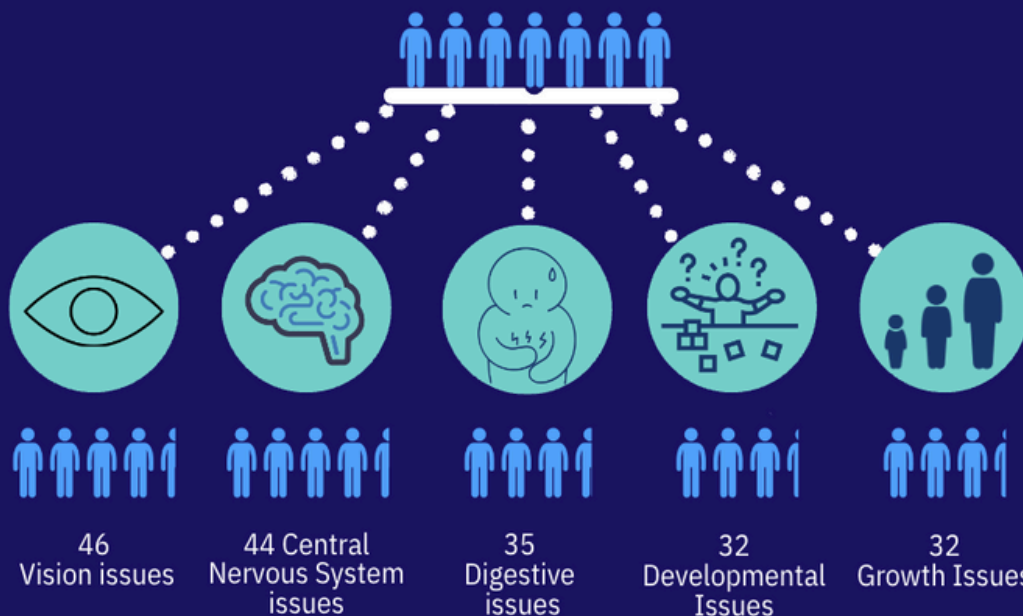 ? ? ?
46
Vision issues
44 Central
Nervous System
issues
35
Digestive
issues
32
Developmental
Issues
32
Growth Issues